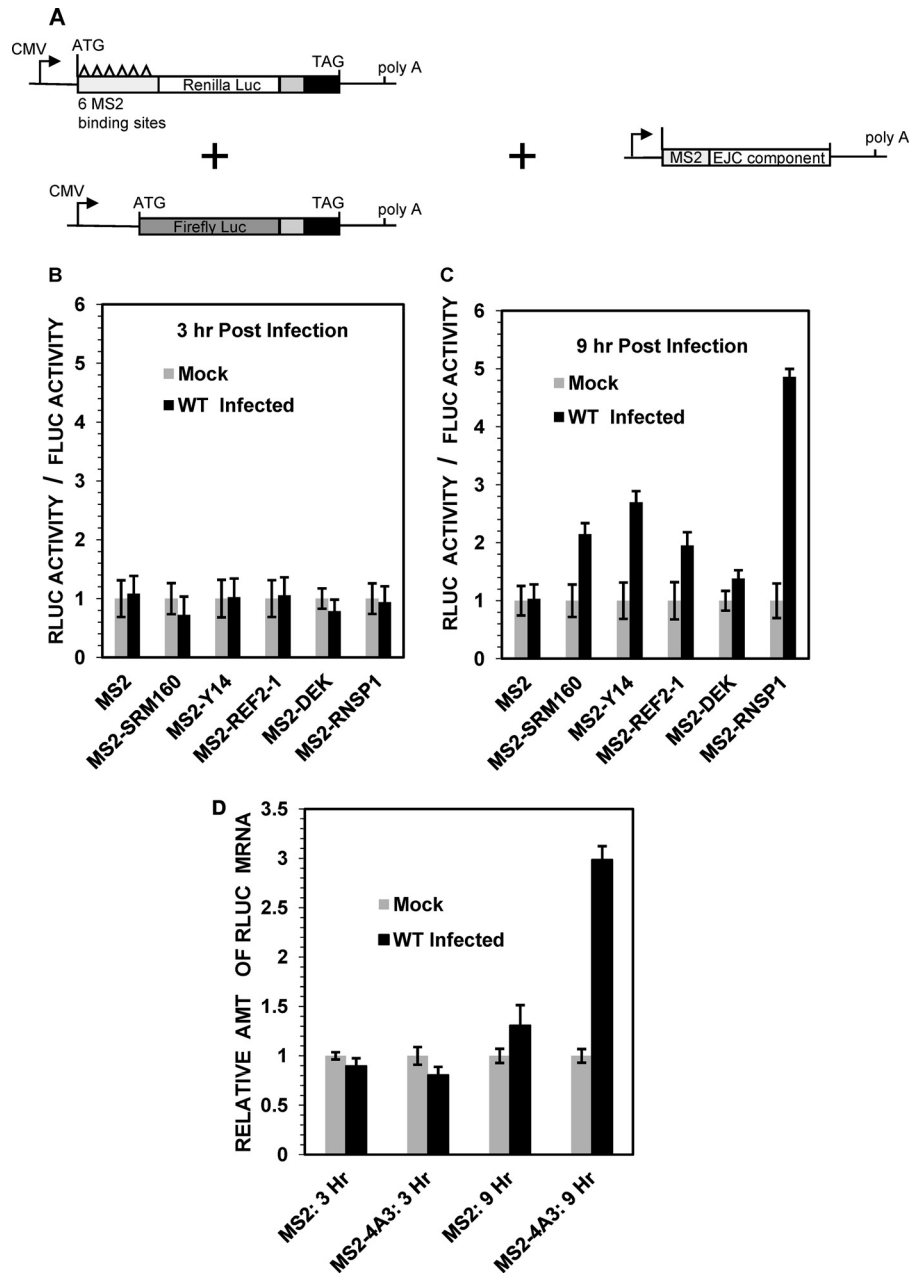 A
CMV
ATG
TAG
poly A
Renilla Luc
6 MS2
binding sites
+
+
poly A
MS2
EJC component
CMV
ATG
TAG
poly A
Firefly Luc
B
RLUC ACTIVITY / FLUC ACTIVITY
6
5
4
3
2
1
0
3 hr Post Infection
Mock
WT Infected
MS2
MS2-SRM160
MS2-Y14
MS2-REF2-1
MS2-DEK
MS2-RNSP1
C
RLUC ACTIVITY / FLUC ACTIVITY
6
5
4
3
2
1
0
9 hr Post Infection
Mock
WT Infected
MS2
MS2-SRM160
MS2-Y14
MS2-REF2-1
MS2-DEK
MS2-RNSP1
D
RELATIVE AMT OF RLUC MRNA
3.5
3
2.5
2
1.5
1
0.5
0
Mock
WT Infected
MS2: 3 Hr
MS2-4A3: 3 Hr
MS2: 9 Hr
MS2-4A3: 9 Hr